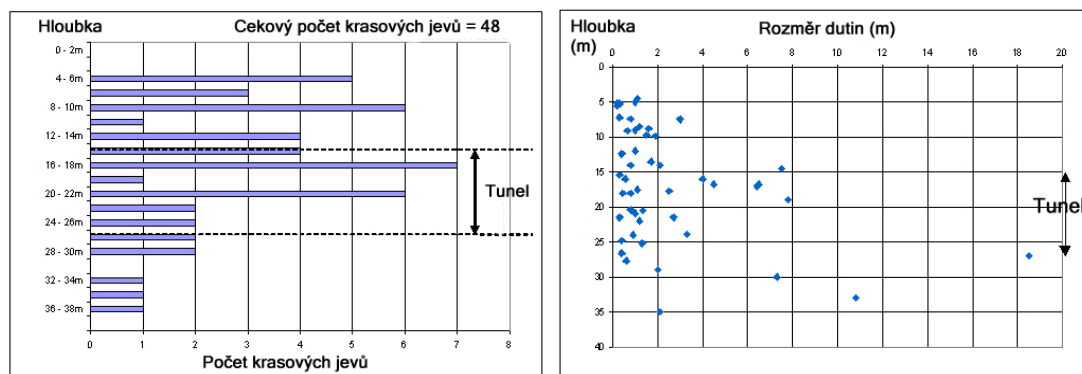 Hloubka Cekový počet krasových jevů = 48
0 - 2m
4 - 6m
8 - 10m
12 - 14m
16 - 18m
20 - 22m
24 - 26m
28 - 30m
32 - 34m
36 - 38m
Tunel
0 1 2 3 4 5 6 7 8
Počet krasových jevů
Hloubka
(m)
Rozměr dutin (m)
0 2 4 6 8 10 12 14 16 18 20
0
5
10
15
20
25
30
35
40
Tunel